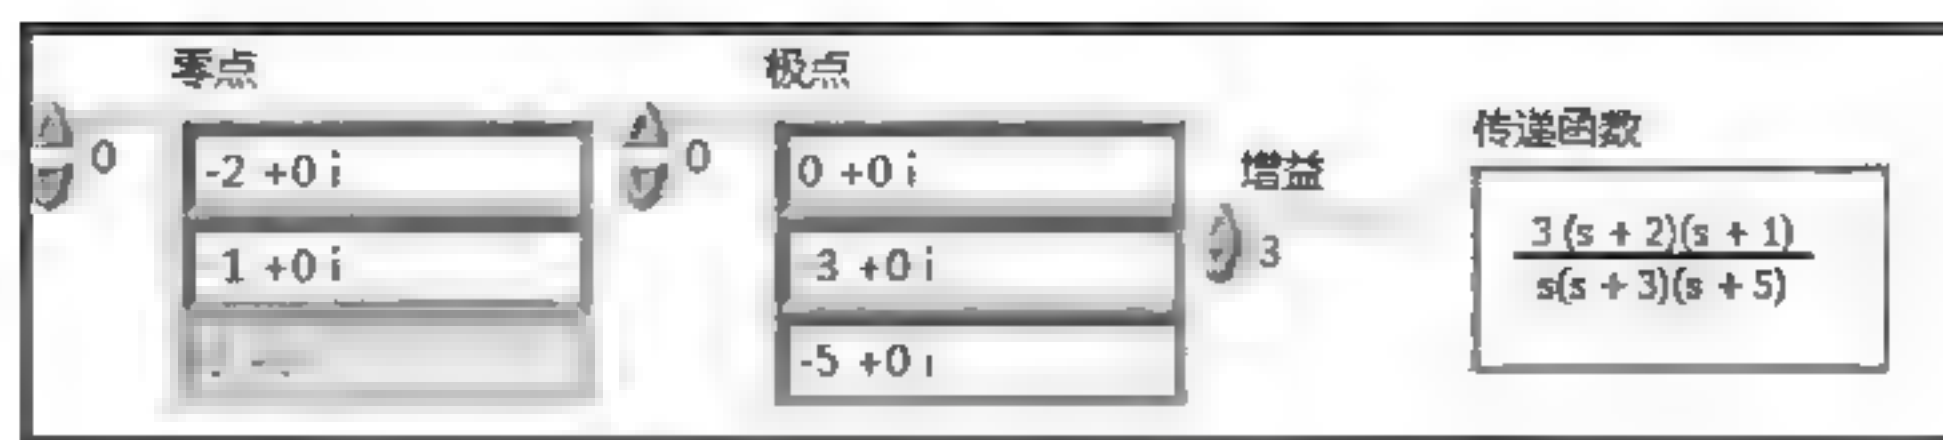 零点
0
-2 +0 i
-1 +0 i
极点
0
0 +0 i
-3 +0 i
-5 +0 i
增益
3
传递函数
3 (s + 2)(s + 1)
s(s + 3)(s + 5)